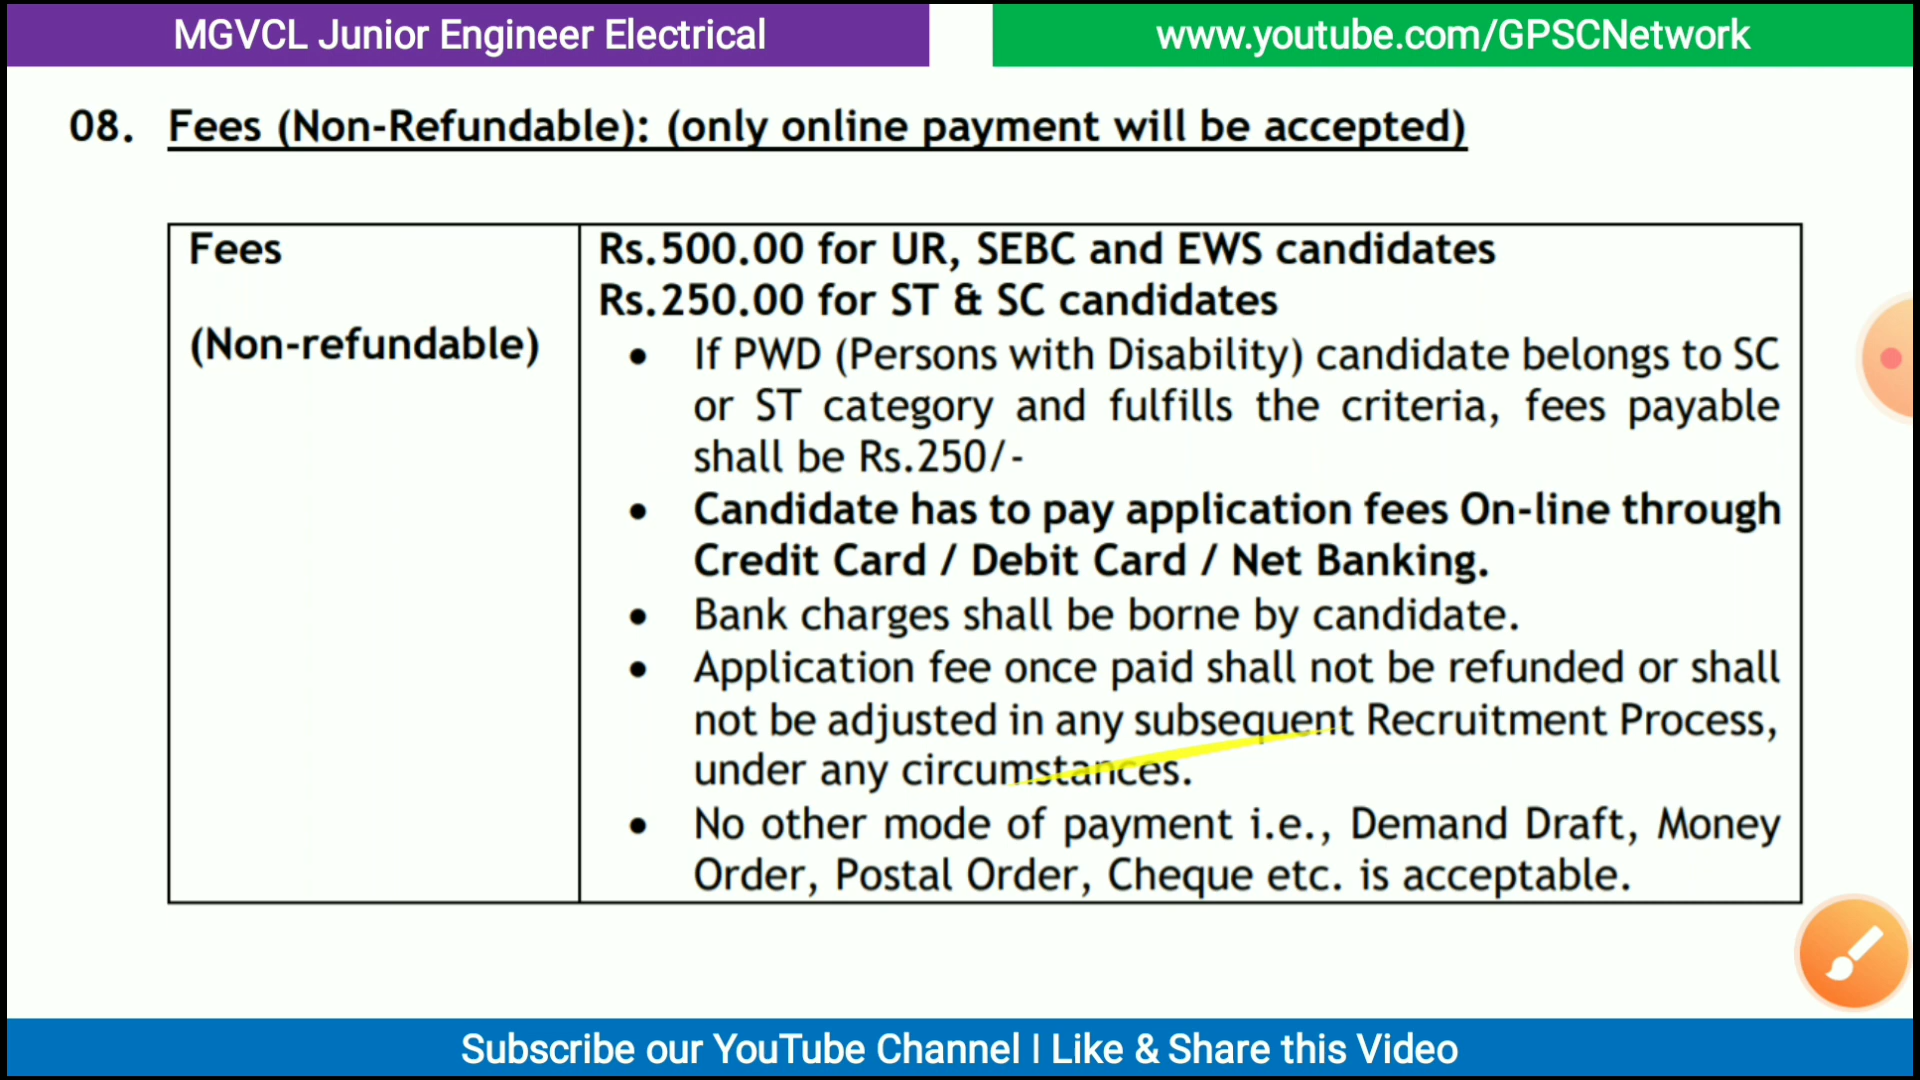 MGVCL Junior Engineer Electrical
www.youtube.com/GPSCNetwork
08. Fees (Non-Refundable): (only online payment will be accepted)
Fees
(Non-refundable)
Rs.500.00 for UR, SEBC and EWS candidates
Rs.250.00 for ST & SC candidates
• If PWD (Persons with Disability) candidate belongs to SC
or ST category and fulfills the criteria, fees payable
shall be Rs.250/-
• Candidate has to pay application fees On-line through
Credit Card / Debit Card / Net Banking.
• Bank charges shall be borne by candidate.
• Application fee once paid shall not be refunded or shall
not be adjusted in any subsequent Recruitment Process,
under any circumstances.
• No other mode of payment i.e., Demand Draft, Money
Order, Postal Order, Cheque etc. is acceptable.
Subscribe our YouTube Channel | Like & Share this Video